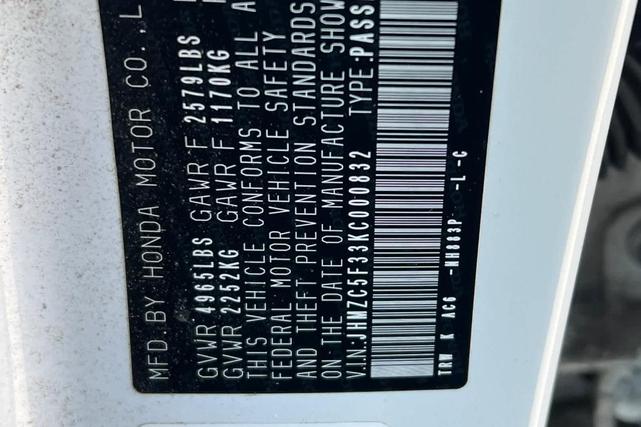 MFD. BY HONDA MOTOR CO., L
GVWR 4965LBS GAWR F 2579LBS
GVWR 2252KG GAWR F 1170KG
THIS VEHICLE CONFORMS TO ALL A
FEDERAL MOTOR VEHICLE SAFETY
AND THEFT PREVENTION STANDARDS
ON THE DATE OF MANUFACTURE SHOW
V.I.N.:JHMZC5F33KC000832 TYPE:PASS
TRW K AC6 -NH883P -L-C